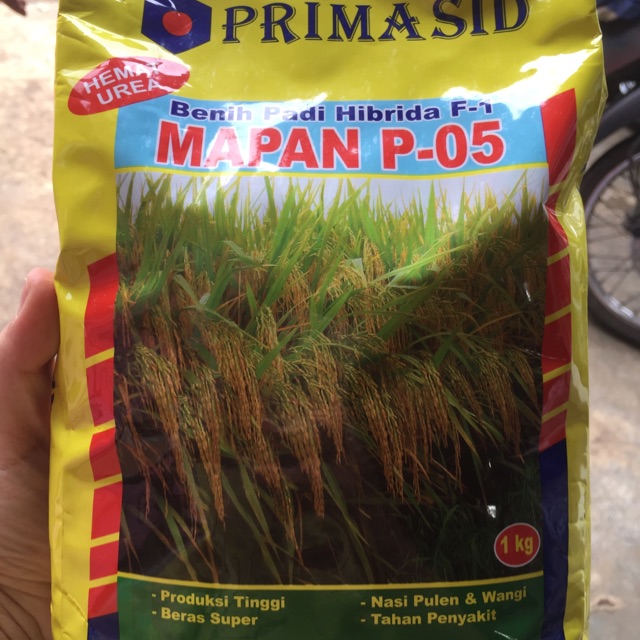 PRIMASID
HEMAT
UREA
Benih Padi Hibrida F-1
MAPAN P-05
1 kg
- Produksi Tinggi
- Beras Super
- Nasi Pulen & Wangi
- Tahan Penyakit